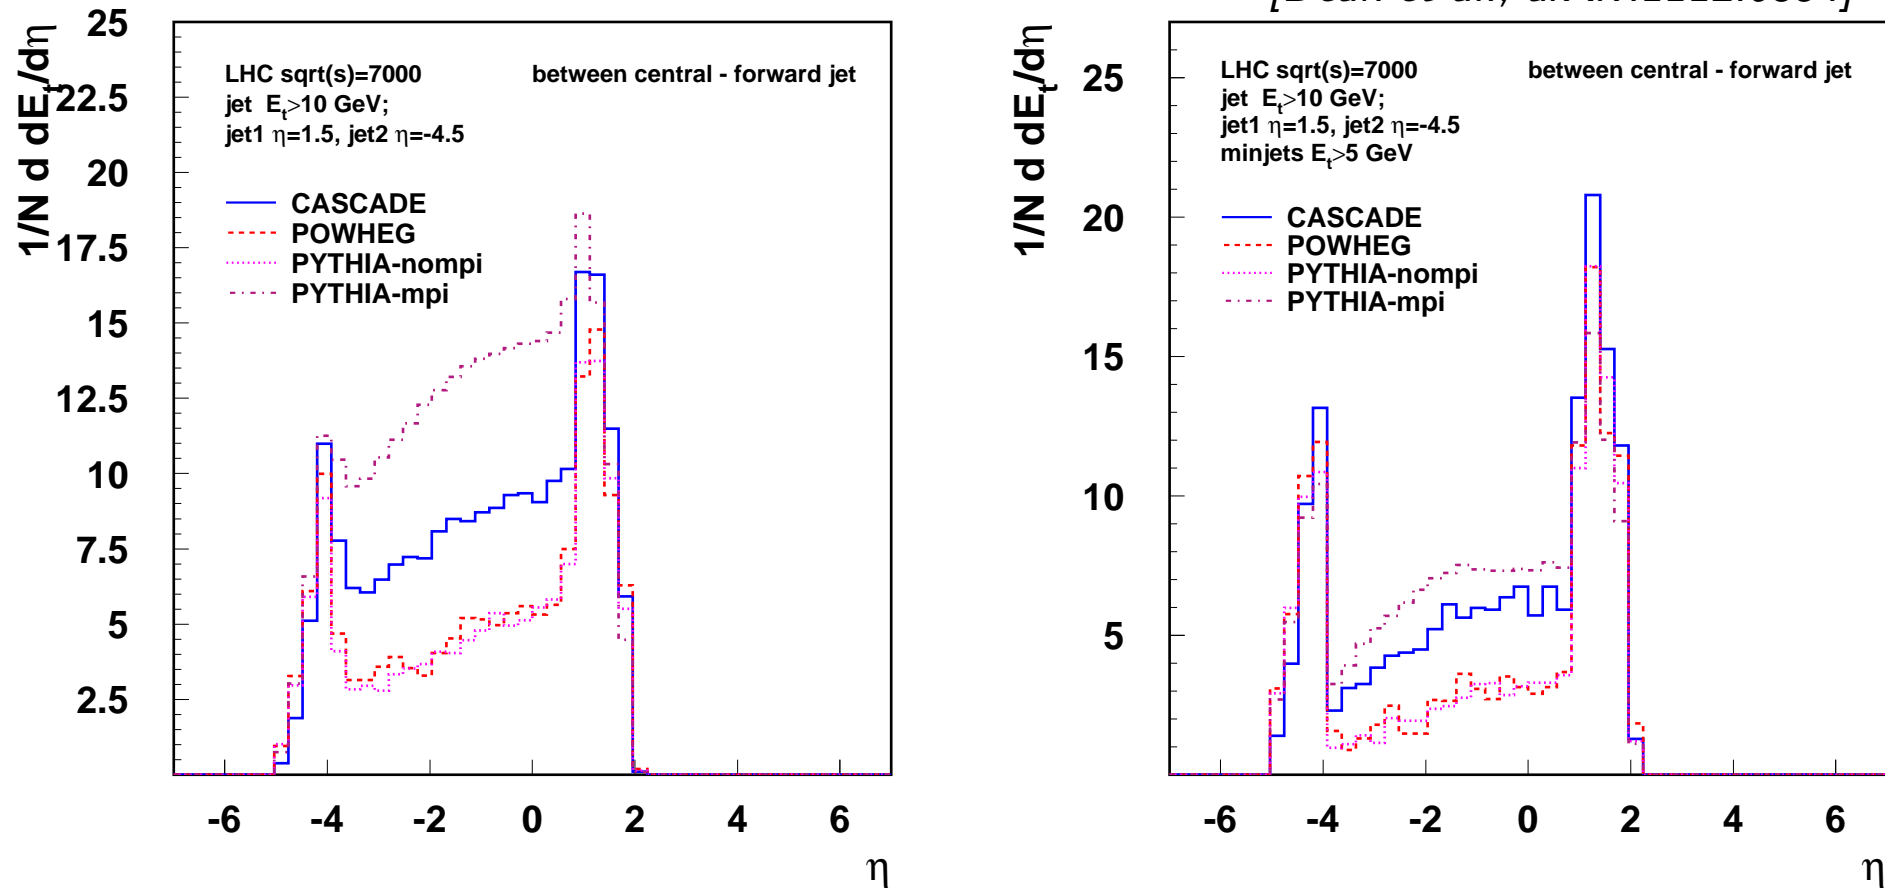 1/N d dE_t/dη
25
22.5
20
17.5
15
12.5
10
7.5
5
2.5
LHC sqrt(s)=7000
between central - forward jet
jet E_t>10 GeV;
jet1 η=1.5, jet2 η=-4.5
CASCADE
POWHEG
PYTHIA-nompi
PYTHIA-mpi
-6 -4 -2 0 2 4 6
η
1/N d dE_t/dη
25
20
15
10
5
LHC sqrt(s)=7000
between central - forward jet
jet E_t>10 GeV;
jet1 η=1.5, jet2 η=-4.5
minjets E_t>5 GeV
CASCADE
POWHEG
PYTHIA-nompi
PYTHIA-mpi
-6 -4 -2 0 2 4 6
η